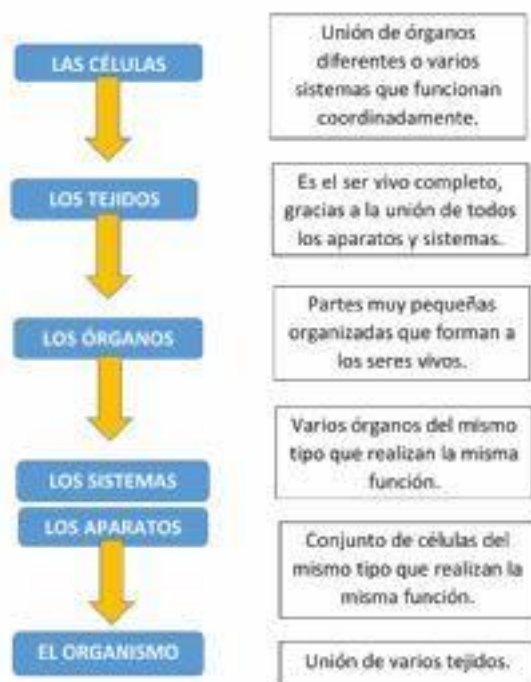 LAS CÉLULAS
LOS TEJIDOS
LOS ÓRGANOS
LOS SISTEMAS
LOS APARATOS
EL ORGANISMO
Unión de órganos
diferentes o varios
sistemas que funcionan
coordinadamente.
Es el ser vivo completo,
gracias a la unión de todos
los aparatos y sistemas.
Partes muy pequeñas
organizadas que forman a
los seres vivos.
Varios órganos del mismo
tipo que realizan la misma
función.
Conjunto de células del
mismo tipo que realizan la
misma función.
Unión de varios tejidos.